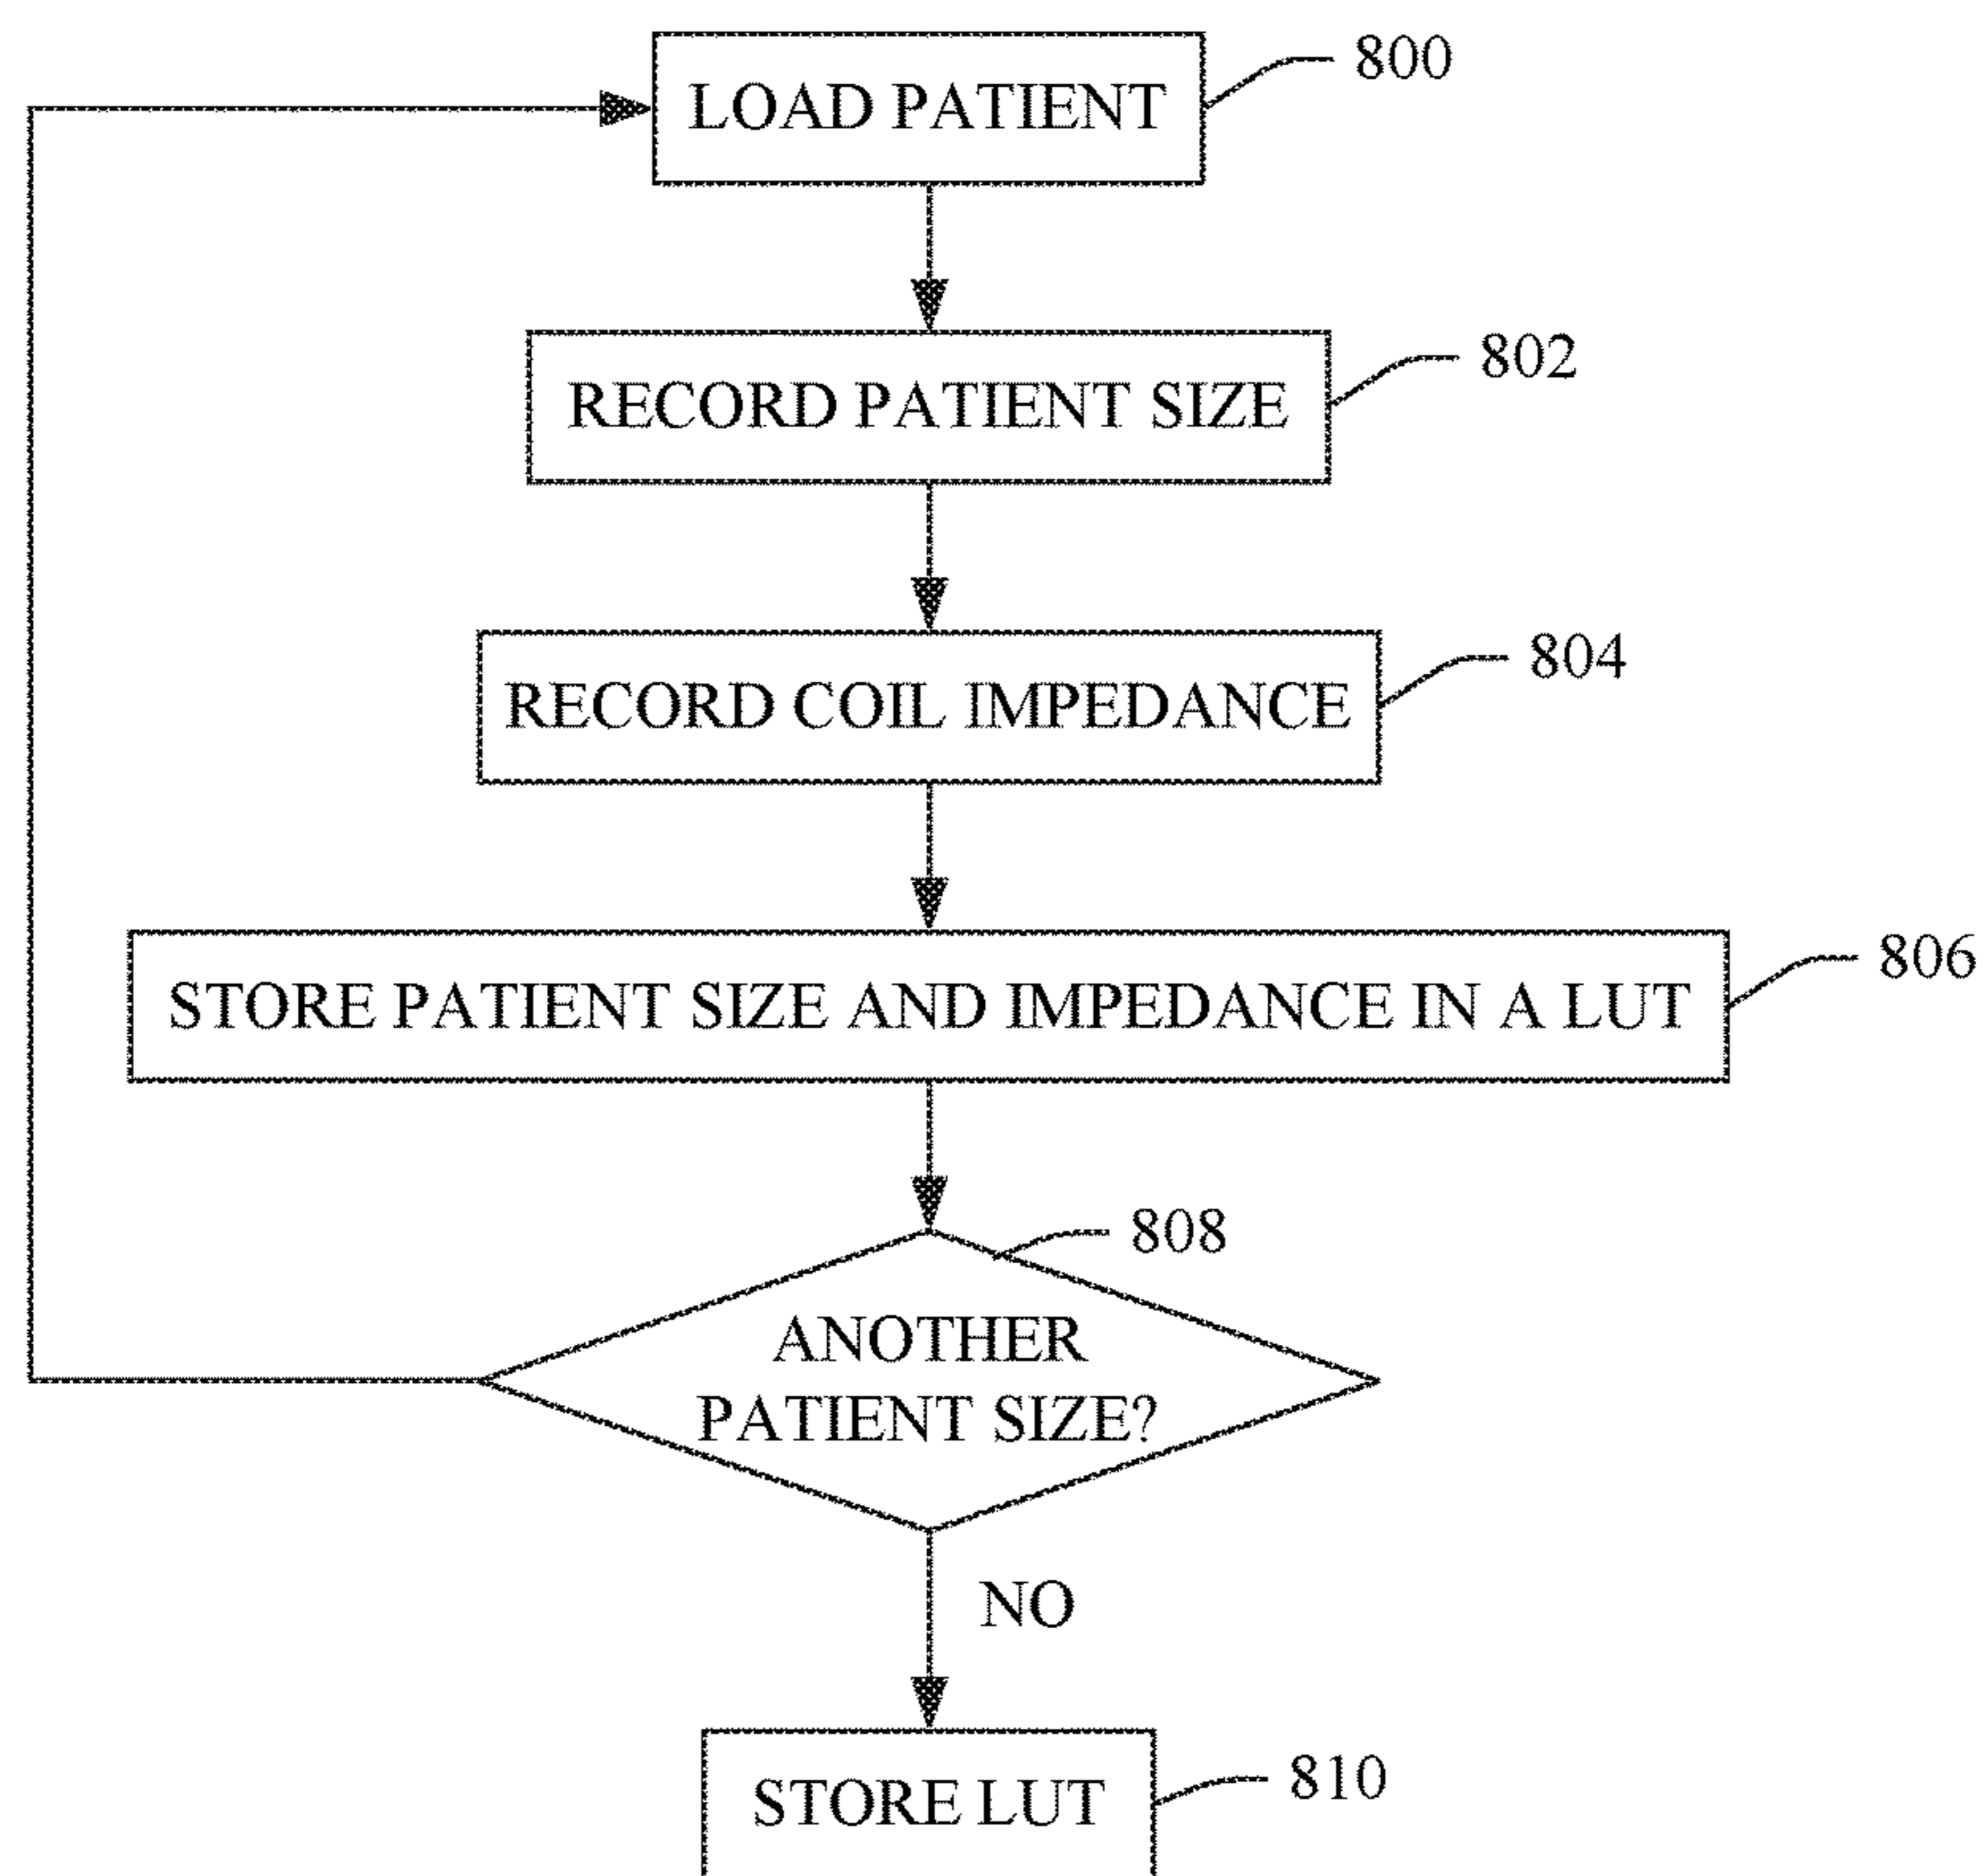 LOAD PATIENT
800
RECORD PATIENT SIZE
802
RECORD COIL IMPEDANCE
804
STORE PATIENT SIZE AND IMPEDANCE IN A LUT
806
808
ANOTHER
PATIENT SIZE?
NO
STORE LUT
810